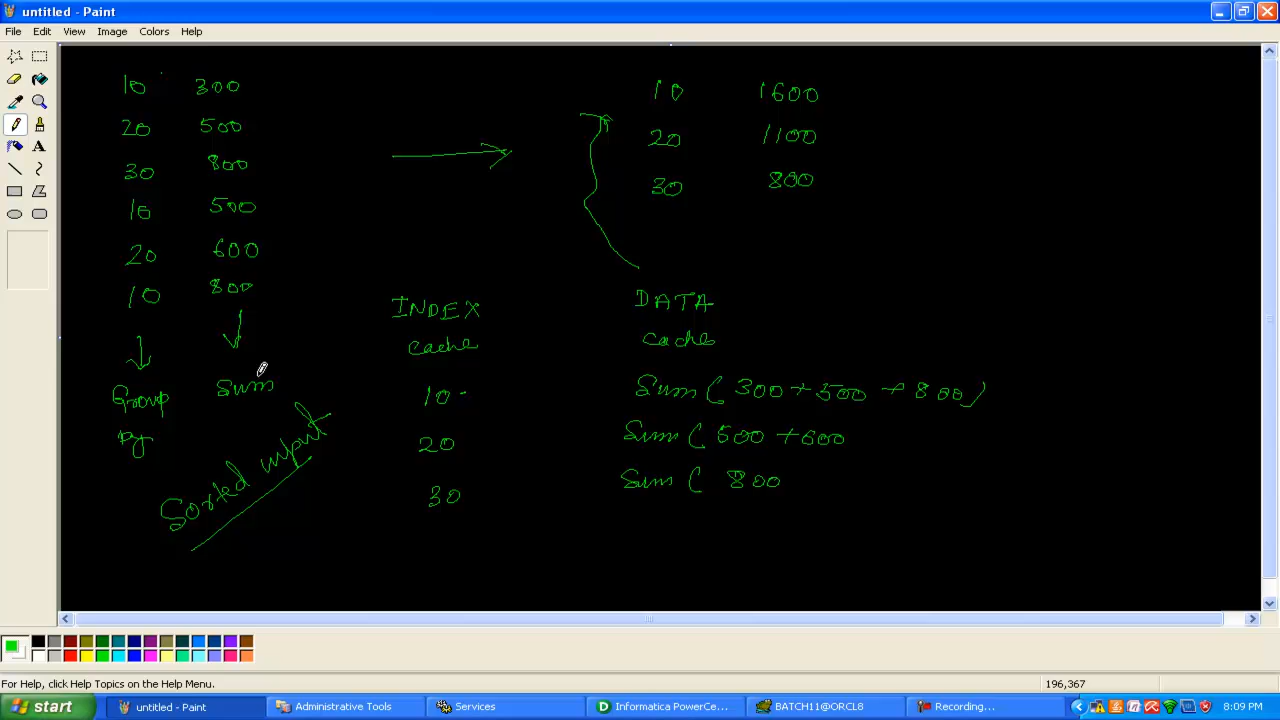 untitled - Paint
File Edit View Image Colors Help
10 300
20 500
30 800
10 500
20 600
10 800
Group By
Sum
Sorted input
10 1600
20 1100
30 800
INDEX cache
10
20
30
DATA cache
Sum ( 300 + 500 + 800 )
Sum ( 500 + 600
Sum ( 800
For Help, click Help Topics on the Help Menu.
196,367
start
untitled - Paint
Administrative Tools
Services
Informatica PowerCe...
BATCH11@ORCL8
Recording...
8:09 PM